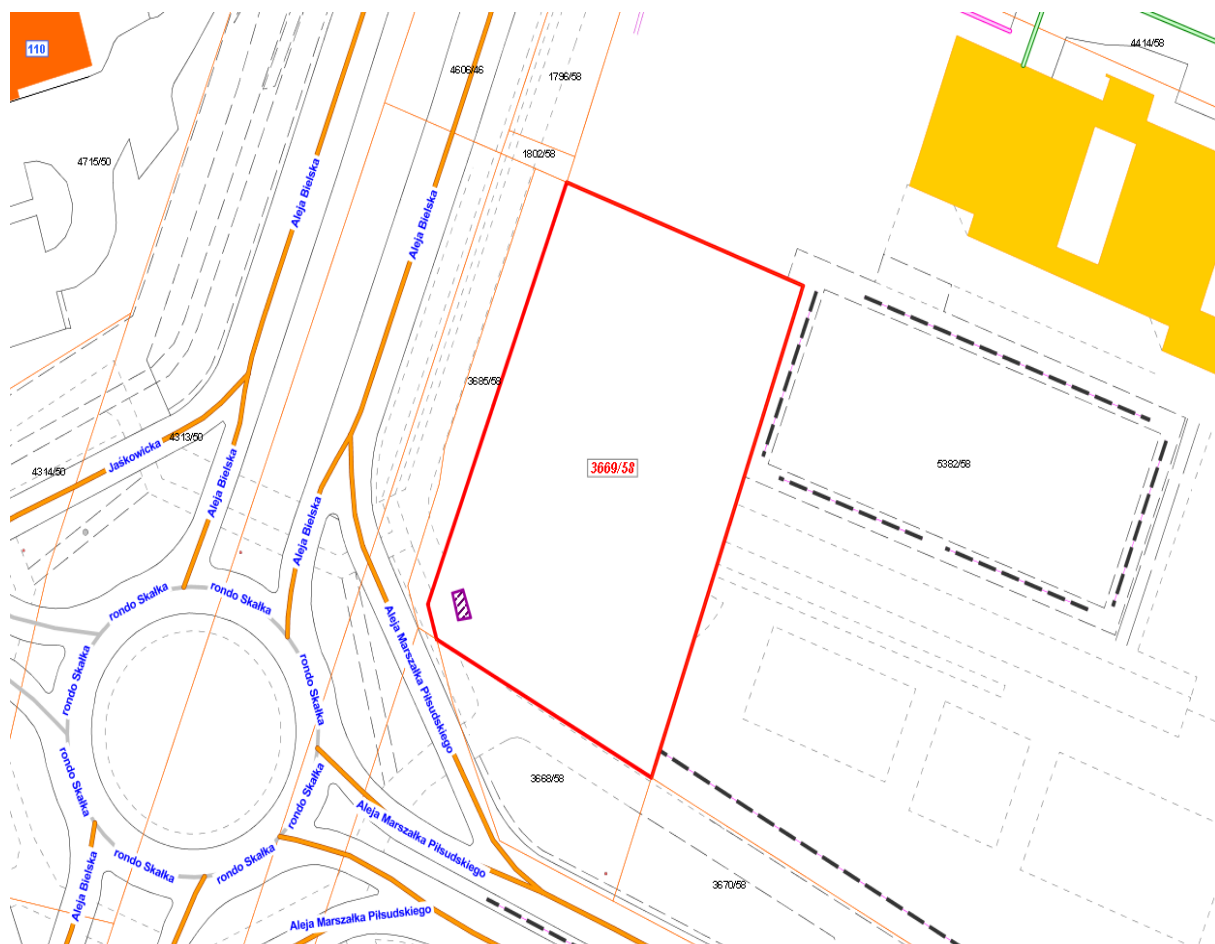 110
4414/58
4606/46
1796/58
4715/50
1802/58
Aleja Bielska
Aleja Bielska
3685/58
4313/50
Jaśkowicka
4314/50
3669/58
5382/58
Aleja Bielska
Aleja Bielska
rondo Skałka
rondo Skałka
Aleja Marszałka Piłsudskiego
rondo Skałka
rondo Skałka
rondo Skałka
rondo Skałka
3668/58
Aleja Marszałka Piłsudskiego
rondo Skałka
rondo Skałka
Aleja Bielska
3670/58
Aleja Marszałka Piłsudskiego